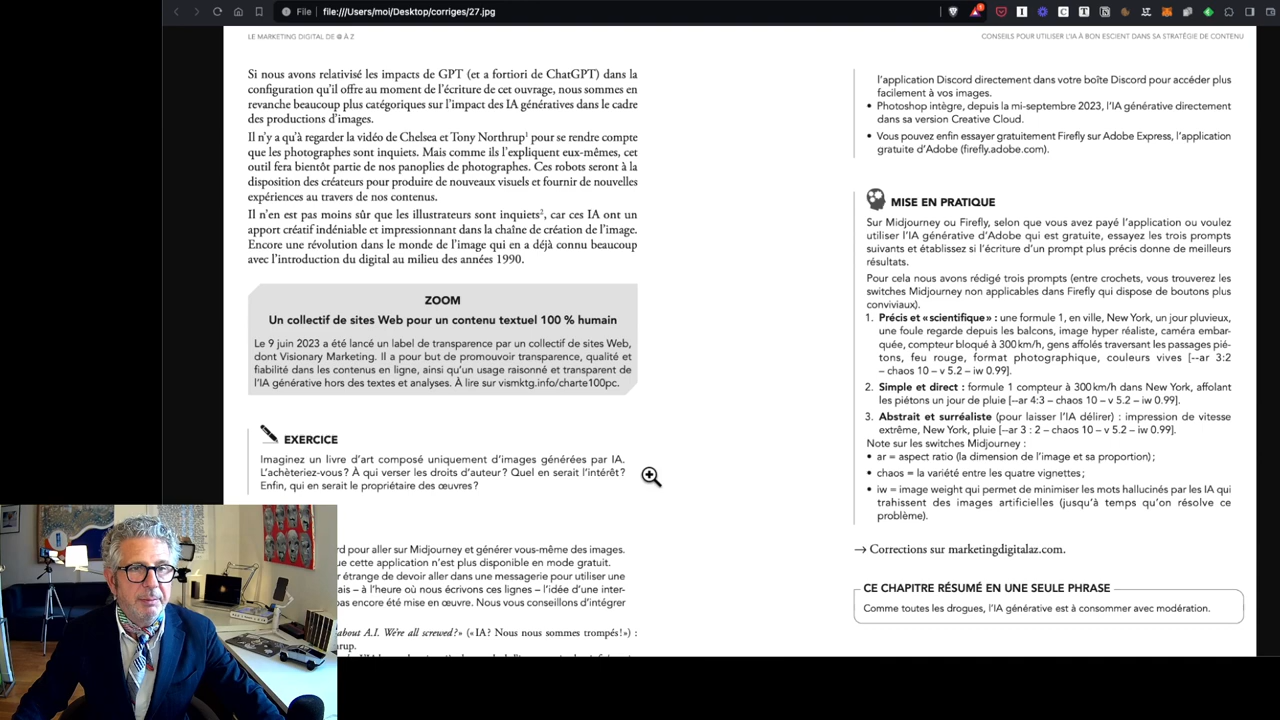 File
file:///Users/moi/Desktop/corriges/27.jpg
LE MARKETING DIGITAL DE @ À Z
Si nous avons relativisé les impacts de GPT (et a fortiori de ChatGPT) dans la
configuration qu'il offre au moment de l'écriture de cet ouvrage, nous sommes en
revanche beaucoup plus catégoriques sur l'impact des IA génératives dans le cadre
des productions d'images.
Il n'y a qu'à regarder la vidéo de Chelsea et Tony Northrup¹ pour se rendre compte
que les photographes sont inquiets. Mais comme ils l'expliquent eux-mêmes, cet
outil fera bientôt partie de nos panoplies de photographes. Ces robots seront à la
disposition des créateurs pour produire de nouveaux visuels et fournir de nouvelles
expériences au travers de nos contenus.
Il n'en est pas moins sûr que les illustrateurs sont inquiets², car ces IA ont un
apport créatif indéniable et impressionnant dans la chaîne de création de l'image.
Encore une révolution dans le monde de l'image qui en a déjà connu beaucoup
avec l'introduction du digital au milieu des années 1990.
ZOOM
Un collectif de sites Web pour un contenu textuel 100 % humain
Le 9 juin 2023 a été lancé un label de transparence par un collectif de sites Web,
dont Visionary Marketing. Il a pour but de promouvoir transparence, qualité et
fiabilité dans les contenus en ligne, ainsi qu'un usage raisonné et transparent de
l'IA générative hors des textes et analyses. À lire sur vismktg.info/charte100pc.
EXERCICE
Imaginez un livre d'art composé uniquement d'images générées par IA.
L'achèteriez-vous ? À qui verser les droits d'auteur ? Quel en serait l'intérêt ?
Enfin, qui en serait le propriétaire des œuvres ?
rd pour aller sur Midjourney et générer vous-même des images.
ue cette application n'est plus disponible en mode gratuit.
r étrange de devoir aller dans une messagerie pour utiliser une
ais – à l'heure où nous écrivons ces lignes – l'idée d'une inter-
pas encore été mise en œuvre. Nous vous conseillons d'intégrer
about A.I. We're all screwed?» («IA? Nous nous sommes trompés!») :
rup.
CONSEILS POUR UTILISER L'IA À BON ESCIENT DANS SA STRATÉGIE DE CONTENU
l'application Discord directement dans votre boîte Discord pour accéder plus
facilement à vos images.
• Photoshop intègre, depuis la mi-septembre 2023, l'IA générative directement
dans sa version Creative Cloud.
• Vous pouvez enfin essayer gratuitement Firefly sur Adobe Express, l'application
gratuite d'Adobe (firefly.adobe.com).
MISE EN PRATIQUE
Sur Midjourney ou Firefly, selon que vous avez payé l'application ou voulez
utiliser l'IA générative d'Adobe qui est gratuite, essayez les trois prompts
suivants et établissez si l'écriture d'un prompt plus précis donne de meilleurs
résultats.
Pour cela nous avons rédigé trois prompts (entre crochets, vous trouverez les
switches Midjourney non applicables dans Firefly qui dispose de boutons plus
conviviaux).
1. Précis et « scientifique » : une formule 1, en ville, New York, un jour pluvieux,
une foule regarde depuis les balcons, image hyper réaliste, caméra embar-
quée, compteur bloqué à 300 km/h, gens affolés traversant les passages pié-
tons, feu rouge, format photographique, couleurs vives [--ar 3:2
– chaos 10 – v 5.2 – iw 0.99].
2. Simple et direct : formule 1 compteur à 300 km/h dans New York, affolant
les piétons un jour de pluie [--ar 4:3 – chaos 10 – v 5.2 – iw 0.99].
3. Abstrait et surréaliste (pour laisser l'IA délirer) : impression de vitesse
extrême, New York, pluie [--ar 3 : 2 – chaos 10 – v 5.2 – iw 0.99].
Note sur les switches Midjourney :
• ar = aspect ratio (la dimension de l'image et sa proportion) ;
• chaos = la variété entre les quatre vignettes ;
• iw = image weight qui permet de minimiser les mots hallucinés par les IA qui
trahissent des images artificielles (jusqu'à temps qu'on résolve ce
problème).
→ Corrections sur marketingdigitalaz.com.
CE CHAPITRE RÉSUMÉ EN UNE SEULE PHRASE
Comme toutes les drogues, l'IA générative est à consommer avec modération.